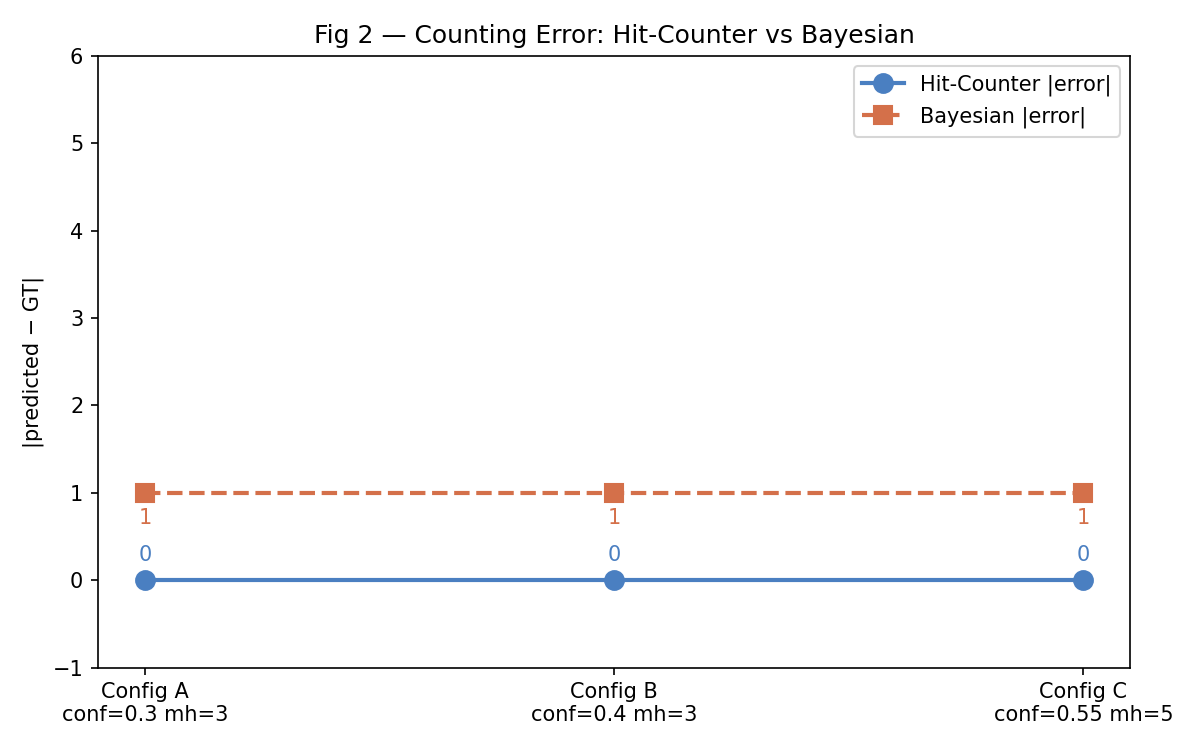 Fig 2 — Counting Error: Hit-Counter vs Bayesian
Hit-Counter |error|
Bayesian |error|
|predicted − GT|
6
5
4
3
2
1
0
−1
1 1 1
0 0 0
Config A Config B Config C
conf=0.3 mh=3 conf=0.4 mh=3 conf=0.55 mh=5